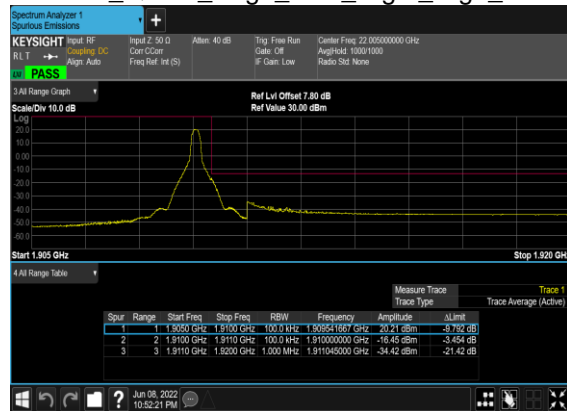 Spectrum Analyzer 1
Spurious Emissions
KEYSIGHT Input: RF Input Z: 50 Ω Atten: 40 dB Trig: Free Run Center Freq: 22.005000000 GHz
RLT Coupling: DC Corr CCorr Gate: Off Avg|Hold: 1000/1000
Align: Auto Freq Ref: Int (S) IF Gain: Low Radio Std: None
PASS
3 All Range Graph
Ref Lvl Offset 7.80 dB
Scale/Div 10.0 dB Ref Value 30.00 dBm
Log
20.0
10.0
0.00
-10.0
-20.0
-30.0
-40.0
-50.0
-60.0
Start 1.905 GHz Stop 1.920 GH
4 All Range Table
Measure Trace Trace 1
Trace Type Trace Average (Active)
Spur Range Start Freq Stop Freq RBW Frequency Amplitude ΔLimit
1 1 1.9050 GHz 1.9100 GHz 100.0 kHz 1.909541667 GHz 20.21 dBm -9.792 dB
2 2 1.9100 GHz 1.9110 GHz 100.0 kHz 1.910000000 GHz -16.45 dBm -3.454 dB
3 3 1.9110 GHz 1.9200 GHz 1.000 MHz 1.911045000 GHz -34.42 dBm -21.42 dB
Jun 08, 2022
10:52:21 PM